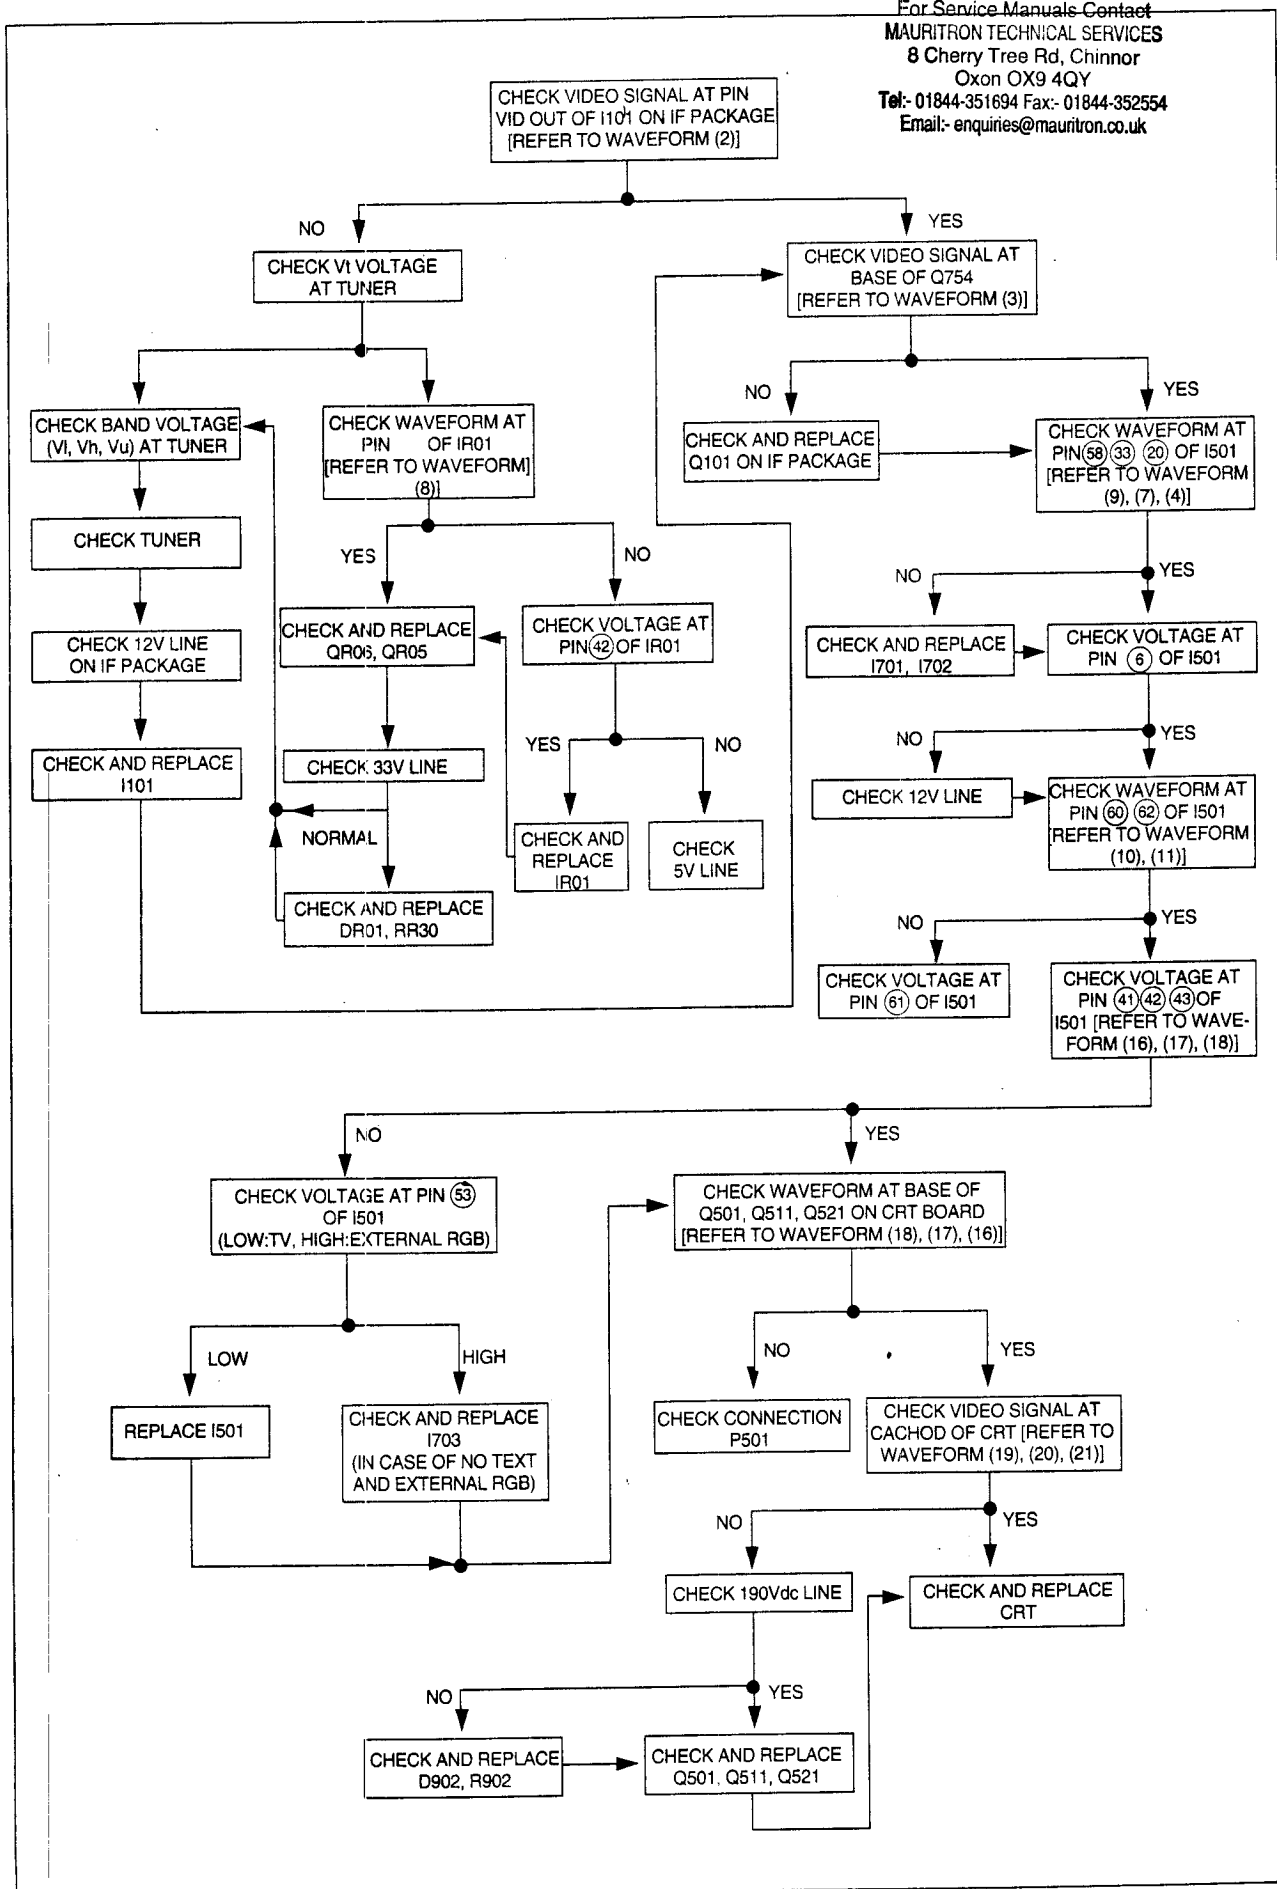 For Service Manuals Contact
MAURITRON TECHNICAL SERVICES
8 Cherry Tree Rd, Chinnor
Oxon OX9 4QY
Tel:- 01844-351694 Fax:- 01844-352554
Email:- enquiries@mauritron.co.uk
CHECK VIDEO SIGNAL AT PIN
VID OUT OF I101 ON IF PACKAGE
[REFER TO WAVEFORM (2)]
NO
YES
CHECK Vt VOLTAGE
AT TUNER
CHECK VIDEO SIGNAL AT
BASE OF Q754
[REFER TO WAVEFORM (3)]
CHECK BAND VOLTAGE
(Vl, Vh, Vu) AT TUNER
CHECK WAVEFORM AT
PIN OF IR01
[REFER TO WAVEFORM]
(8)]
NO
YES
CHECK AND REPLACE
Q101 ON IF PACKAGE
CHECK WAVEFORM AT
PIN 58 33 20 OF I501
[REFER TO WAVEFORM
(9), (7), (4)]
CHECK TUNER
YES
NO
NO
YES
CHECK 12V LINE
ON IF PACKAGE
CHECK AND REPLACE
QR06, QR05
CHECK VOLTAGE AT
PIN 42 OF IR01
CHECK AND REPLACE
I701, I702
CHECK VOLTAGE AT
PIN 6 OF I501
CHECK AND REPLACE
I101
CHECK 33V LINE
YES
NO
NO
YES
NORMAL
CHECK AND
REPLACE
IR01
CHECK
5V LINE
CHECK 12V LINE
CHECK WAVEFORM AT
PIN 60 62 OF I501
[REFER TO WAVEFORM
(10), (11)]
CHECK AND REPLACE
DR01, RR30
NO
YES
CHECK VOLTAGE AT
PIN 61 OF I501
CHECK VOLTAGE AT
PIN 41 42 43 OF
I501 [REFER TO WAVE-
FORM (16), (17), (18)]
NO
YES
CHECK VOLTAGE AT PIN 53
OF I501
(LOW:TV, HIGH:EXTERNAL RGB)
CHECK WAVEFORM AT BASE OF
Q501, Q511, Q521 ON CRT BOARD
[REFER TO WAVEFORM (18), (17), (16)]
LOW
HIGH
NO
YES
REPLACE I501
CHECK AND REPLACE
I703
(IN CASE OF NO TEXT
AND EXTERNAL RGB)
CHECK CONNECTION
P501
CHECK VIDEO SIGNAL AT
CACHOD OF CRT [REFER TO
WAVEFORM (19), (20), (21)]
NO
YES
CHECK 190Vdc LINE
CHECK AND REPLACE
CRT
NO
YES
CHECK AND REPLACE
D902, R902
CHECK AND REPLACE
Q501, Q511, Q521